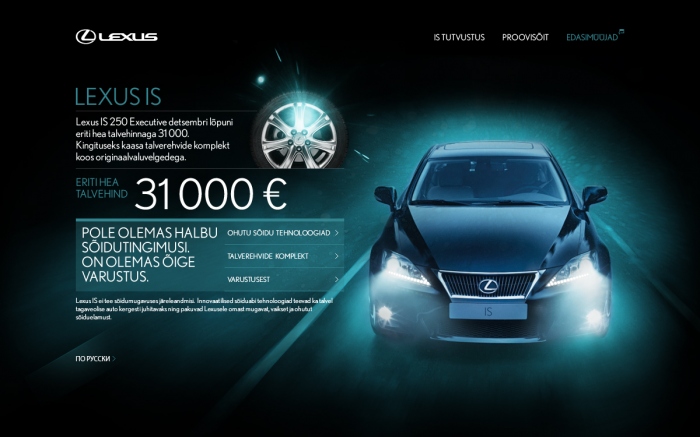 LEXUS
IS TUTVUSTUS
PROOVISÕIT
EDASIMÜÜJAD
LEXUS IS
Lexus IS 250 Executive detsembri lõpuni
eriti hea talvehinnaga 31 000.
Kingituseks kaasa talverehvide komplekt
koos originaalvaluvelgedega.
ERITI HEA
TALVEHIND
31 000 €
POLE OLEMAS HALBU
SÕIDUTINGIMUSI.
ON OLEMAS ÕIGE
VARUSTUS.
OHUTU SÕIDU TEHNOLOOGIAD
TALVEREHVIDE KOMPLEKT
VARUSTUSEST
Lexus IS ei tee sõidumugavuses järeleandmisi. Innovaatilised sõiduabi tehnoloogiad teevad ka talvel
tagaveolise auto kergesti juhitavaks ning pakuvad Lexusele omast mugavat, vaikset ja ohutut
sõiduelamust.
ПО РУССКИ
IS